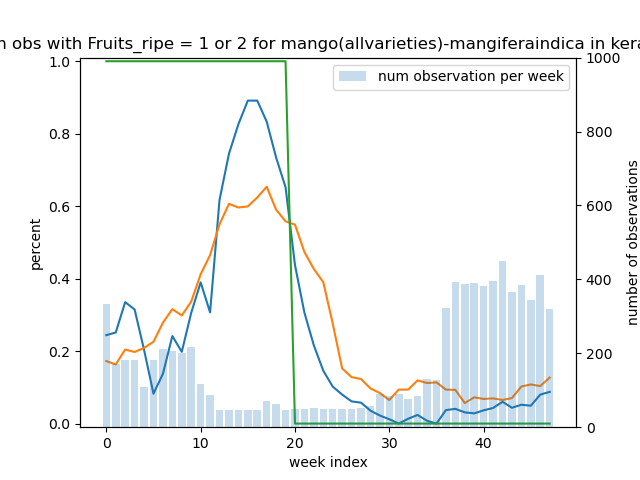 n obs with Fruits_ripe = 1 or 2 for mango(allvarieties)-mangiferaindica in kera
num observation per week
1.0
0.8
0.6
0.4
0.2
0.0
percent
1000
800
600
400
200
0
number of observations
0 10 20 30 40
week index